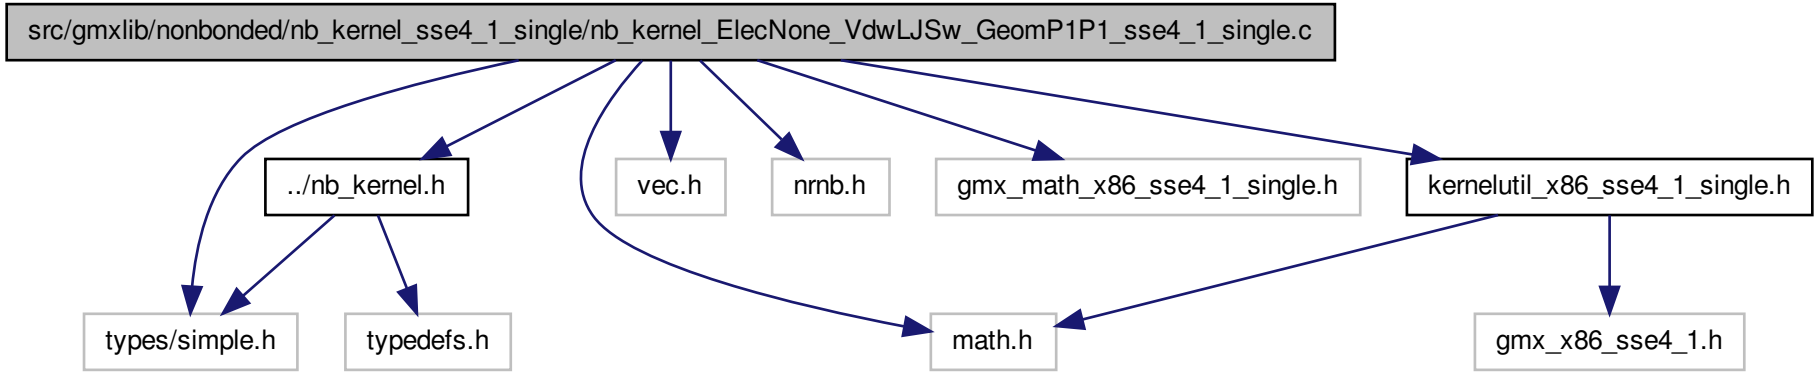 src/gmxlib/nonbonded/nb_kernel_sse4_1_single/nb_kernel_ElecNone_VdwLJSw_GeomP1P1_sse4_1_single.c
../nb_kernel.h
vec.h
nrnb.h
gmx_math_x86_sse4_1_single.h
kernelutil_x86_sse4_1_single.h
types/simple.h
typedefs.h
math.h
gmx_x86_sse4_1.h